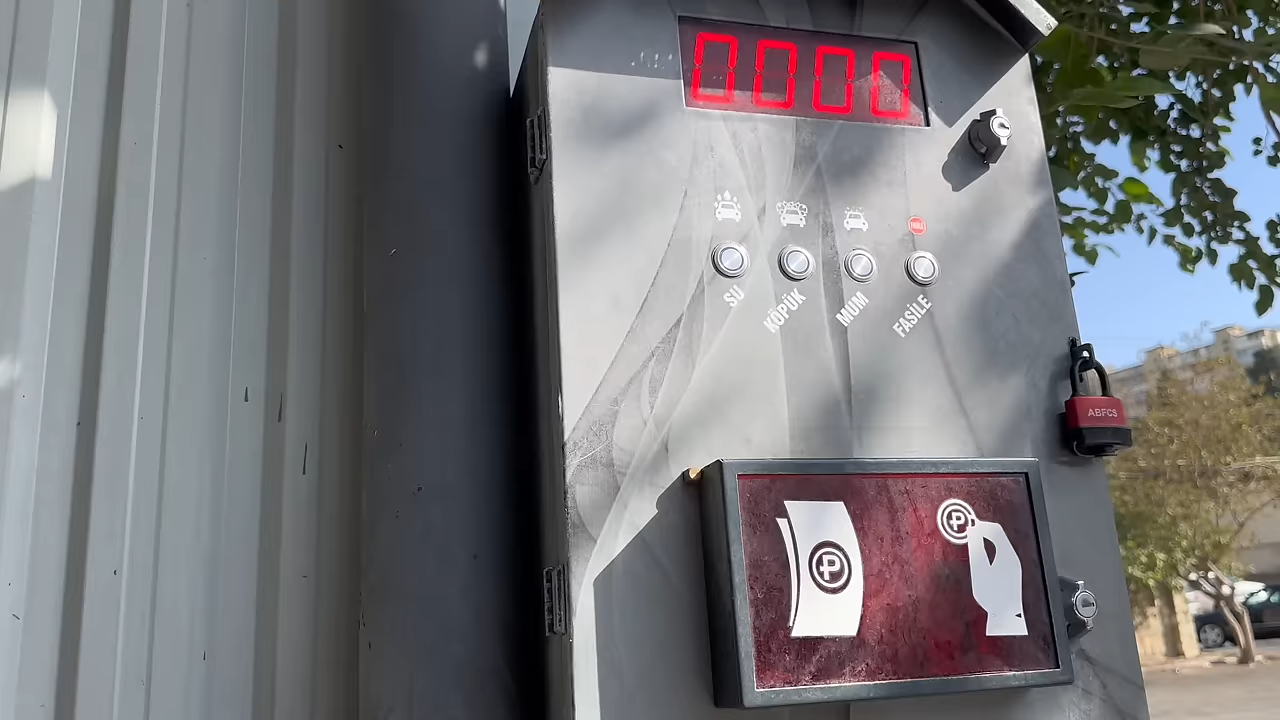 0000
SU
KÖPÜK
MUM
FASİLE
ABFCS
₽
₽